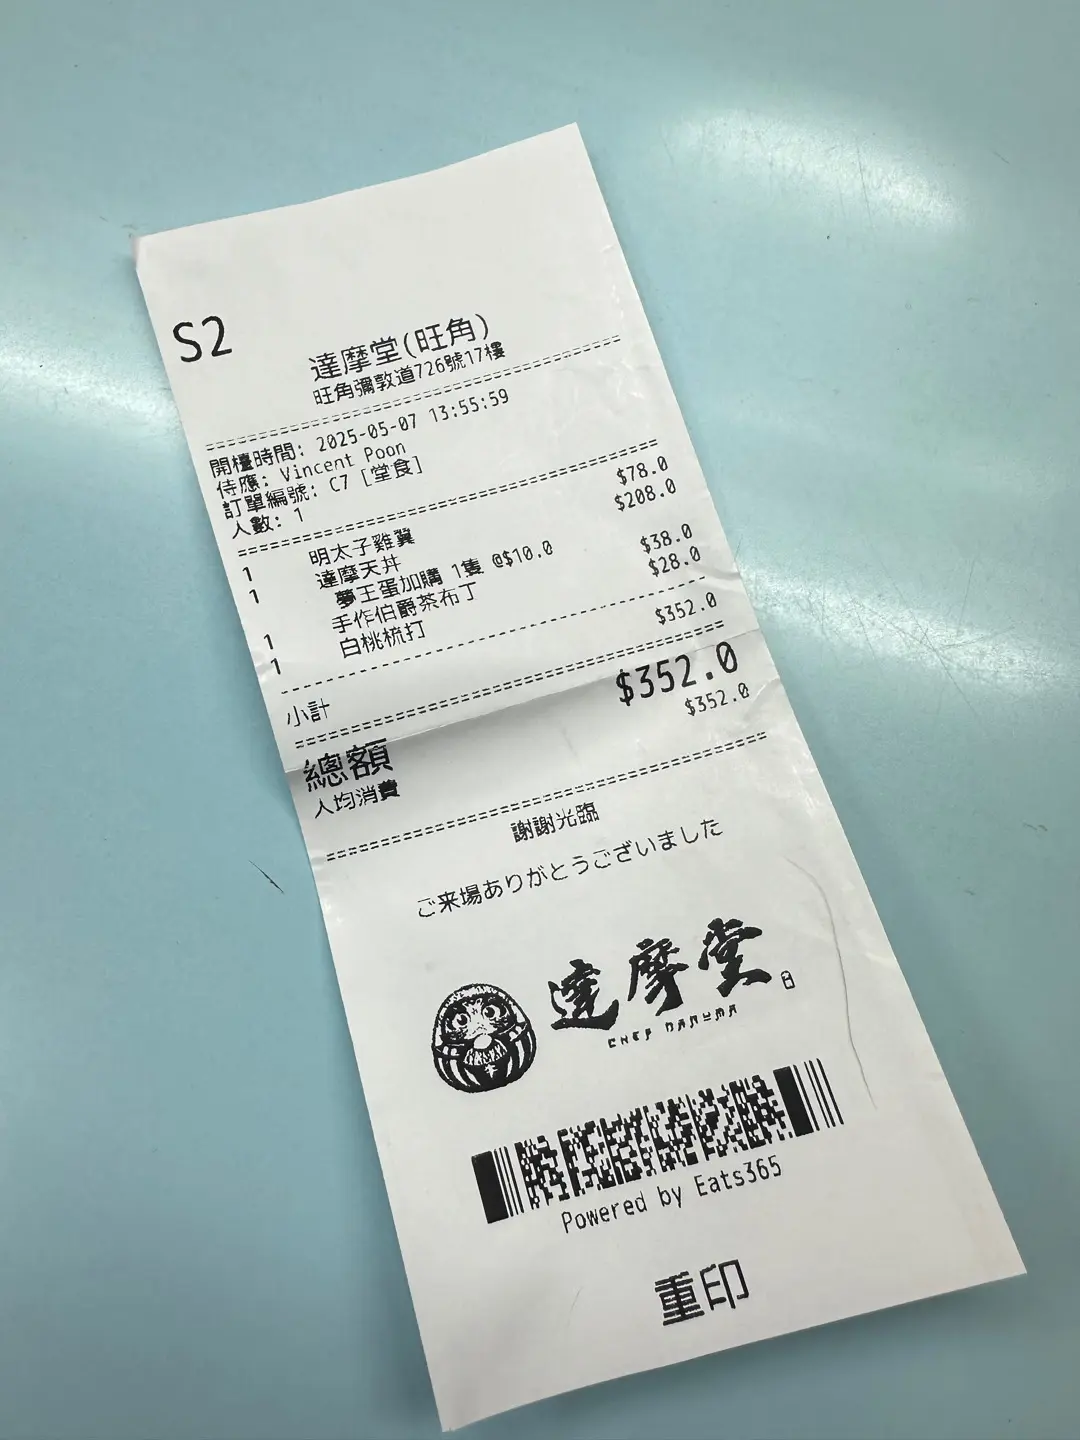 S2
達摩堂(旺角)
旺角彌敦道726號17樓
開檯時間: 2025-05-07 13:55:59
侍應: Vincent Poon
訂單編號: C7 [堂食]
人數: 1
1 明太子雞翼 $78.0
1 達摩天丼 $208.0
夢王蛋加購 1隻 @$10.0
1 手作伯爵茶布丁 $38.0
1 白桃梳打 $28.0
小計 $352.0
總額 $352.0
人均消費 $352.0
謝謝光臨
ご来場ありがとうございました
達摩堂
CHEF DARUMA
Powered by Eats365
重印